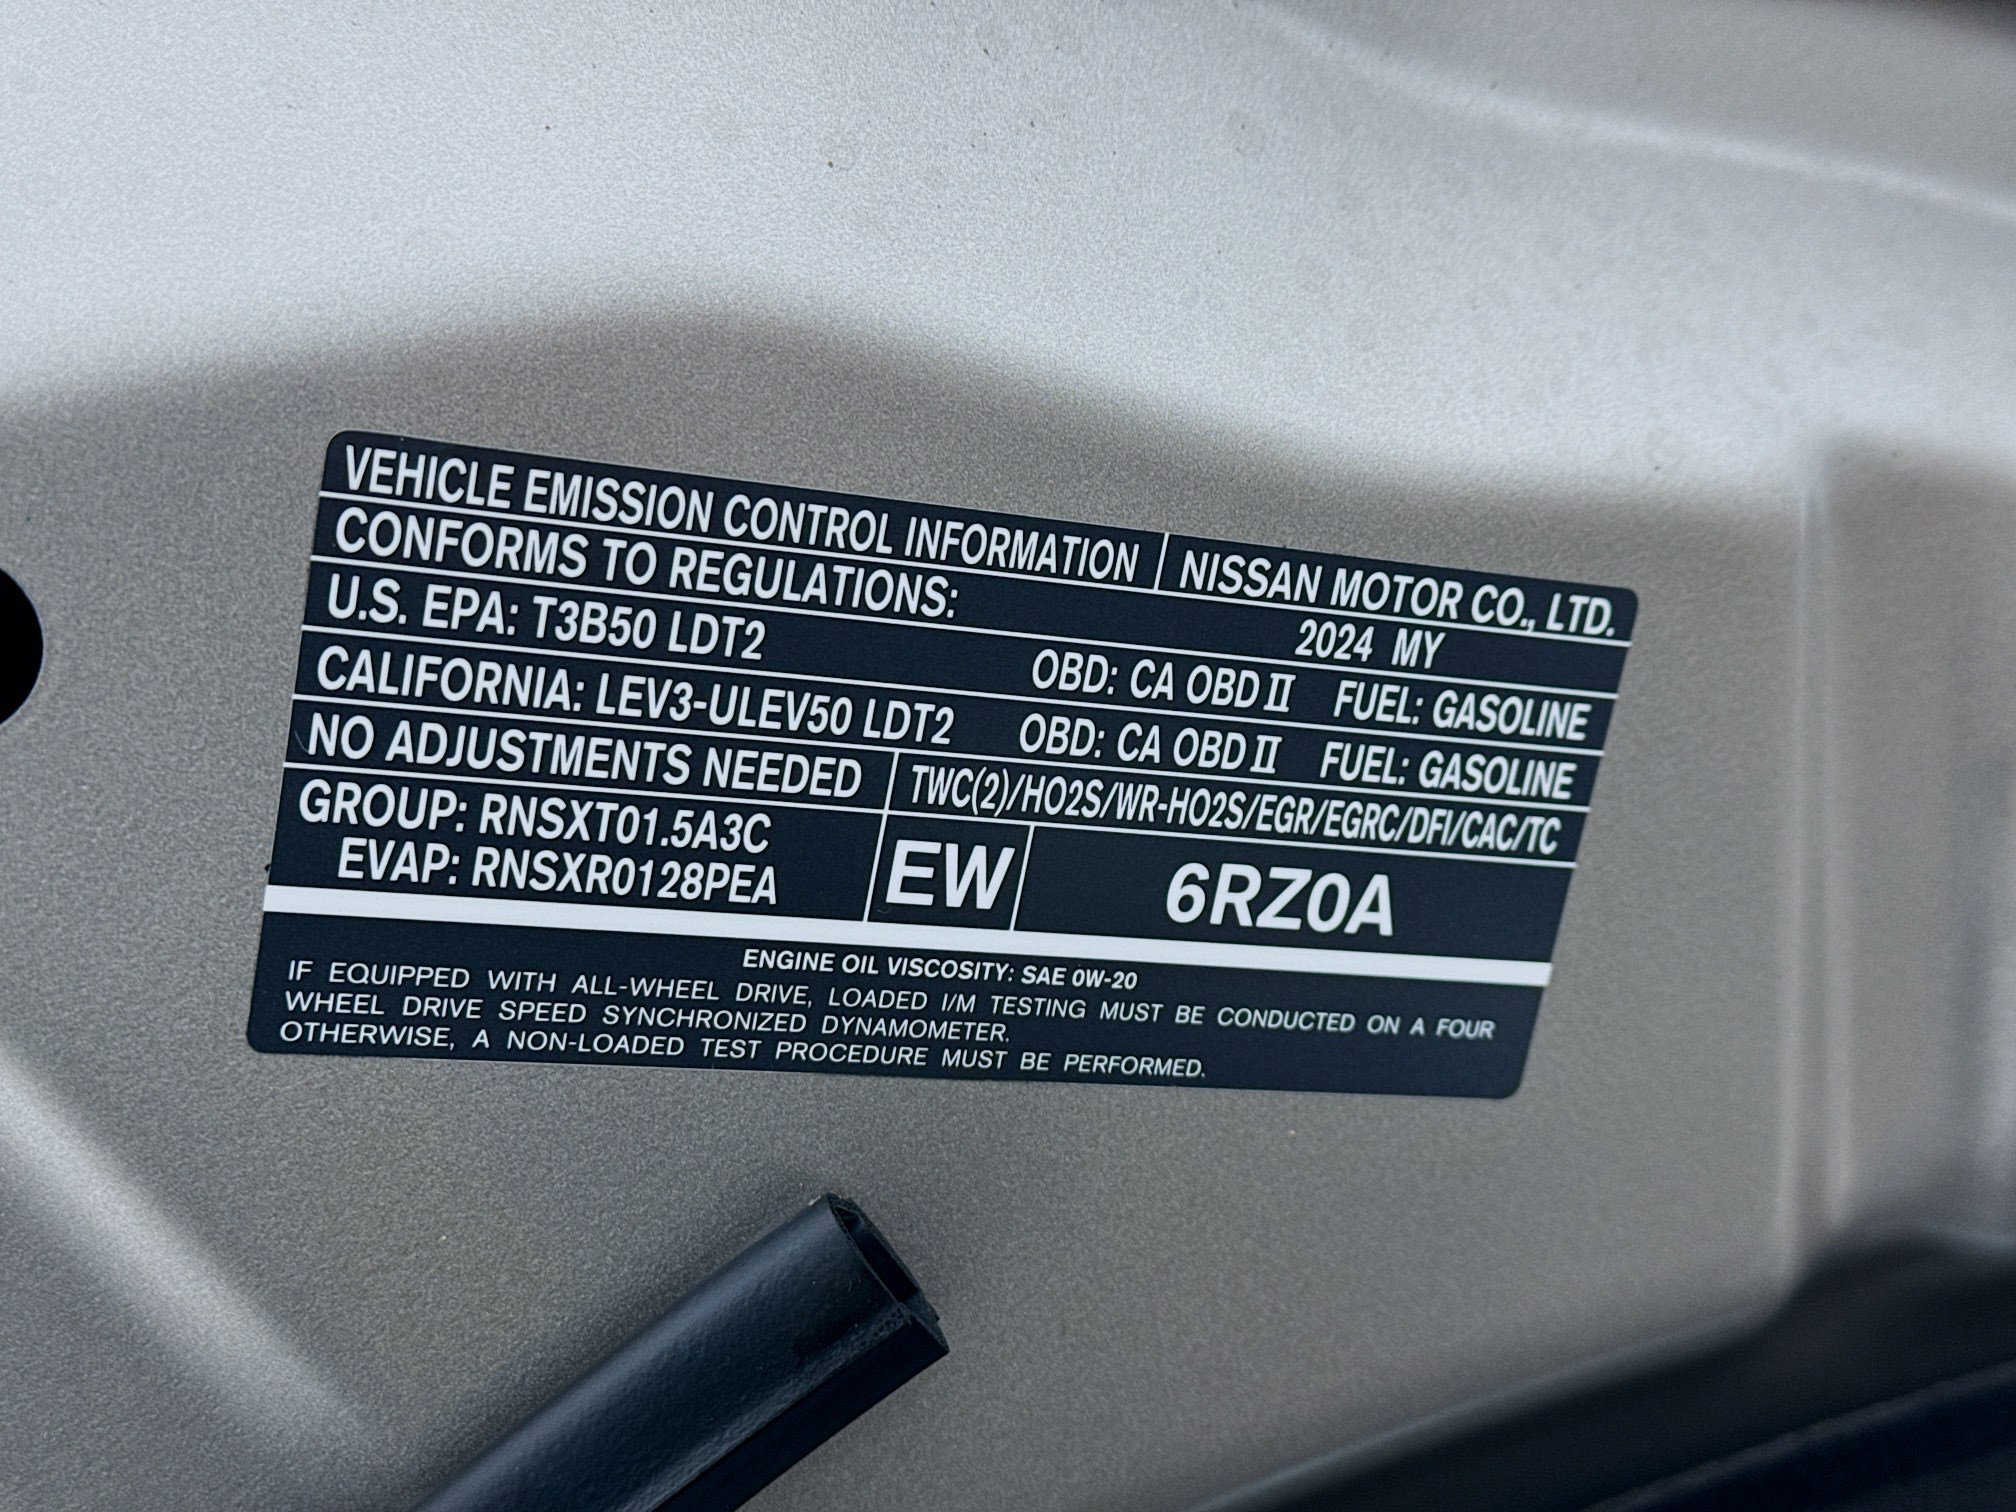 VEHICLE EMISSION CONTROL INFORMATION NISSAN MOTOR CO., LTD.
CONFORMS TO REGULATIONS: 2024 MY
U.S. EPA: T3B50 LDT2 OBD: CA OBD II FUEL: GASOLINE
CALIFORNIA: LEV3-ULEV50 LDT2 OBD: CA OBD II FUEL: GASOLINE
NO ADJUSTMENTS NEEDED TWC(2)/HO2S/WR-HO2S/EGR/EGRC/DFI/CAC/TC
GROUP: RNSXT01.5A3C
EVAP: RNSXR0128PEA
EW 6RZ0A
ENGINE OIL VISCOSITY: SAE 0W-20
IF EQUIPPED WITH ALL-WHEEL DRIVE, LOADED I/M TESTING MUST BE CONDUCTED ON A FOUR
WHEEL DRIVE SPEED SYNCHRONIZED DYNAMOMETER.
OTHERWISE, A NON-LOADED TEST PROCEDURE MUST BE PERFORMED.